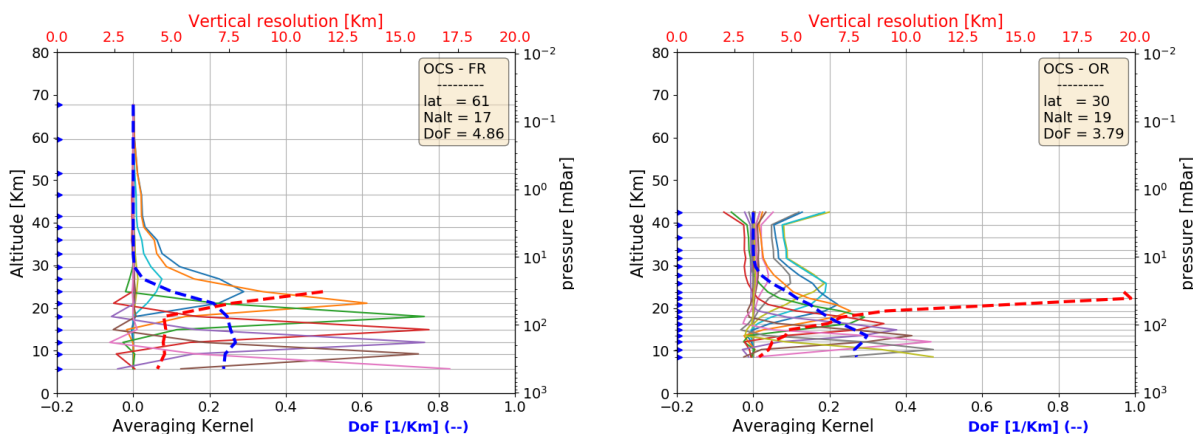 Vertical resolution [Km]
0.0 2.5 5.0 7.5 10.0 12.5 15.0 17.5 20.0
80
70
60
50
40
30
20
10
0
Altitude [Km]
OCS - FR
---------
lat = 61
Nalt = 17
DoF = 4.86
10⁻²
10⁻¹
10⁰
10¹
10²
10³
pressure [mBar]
−0.2 0.0 0.2 0.4 0.6 0.8 1.0
Averaging Kernel DoF [1/Km] (--)
Vertical resolution [Km]
0.0 2.5 5.0 7.5 10.0 12.5 15.0 17.5 20.0
80
70
60
50
40
30
20
10
0
Altitude [Km]
OCS - OR
---------
lat = 30
Nalt = 19
DoF = 3.79
10⁻²
10⁻¹
10⁰
10¹
10²
10³
pressure [mBar]
−0.2 0.0 0.2 0.4 0.6 0.8 1.0
Averaging Kernel DoF [1/Km] (--)